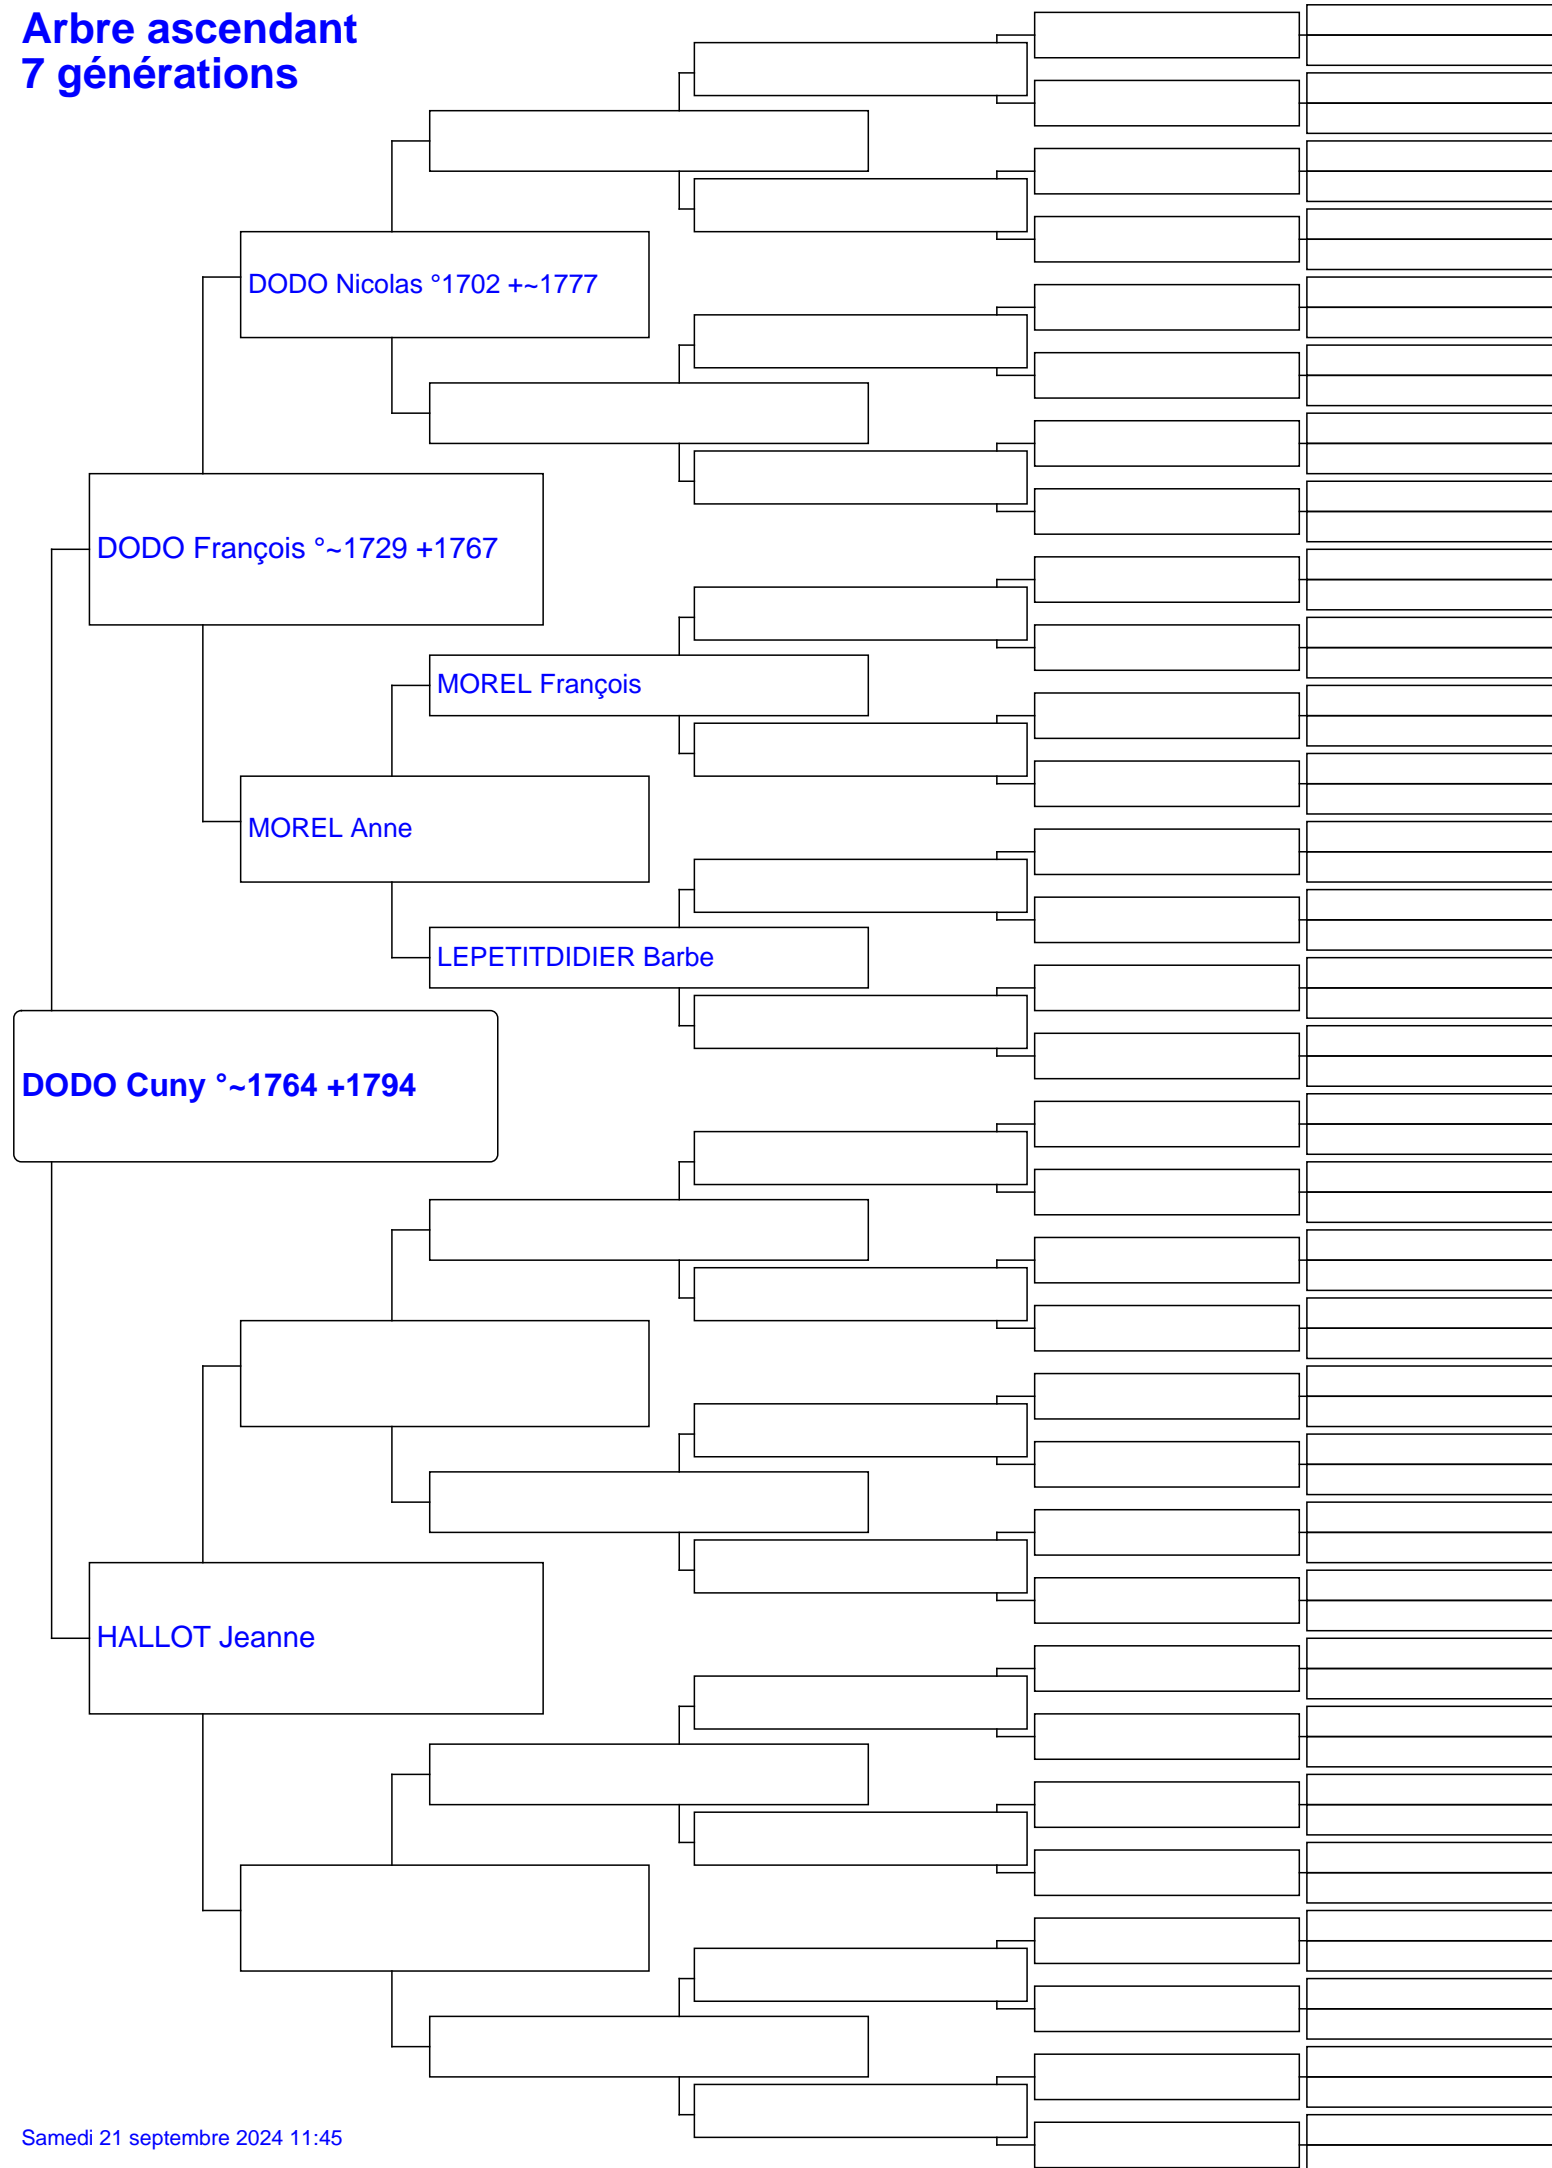 Arbre ascendant
7 générations
DODO Nicolas °1702 +~1777
DODO François °~1729 +1767
MOREL François
MOREL Anne
LEPETITDIDIER Barbe
DODO Cuny °~1764 +1794
HALLOT Jeanne
Samedi 21 septembre 2024 11:45